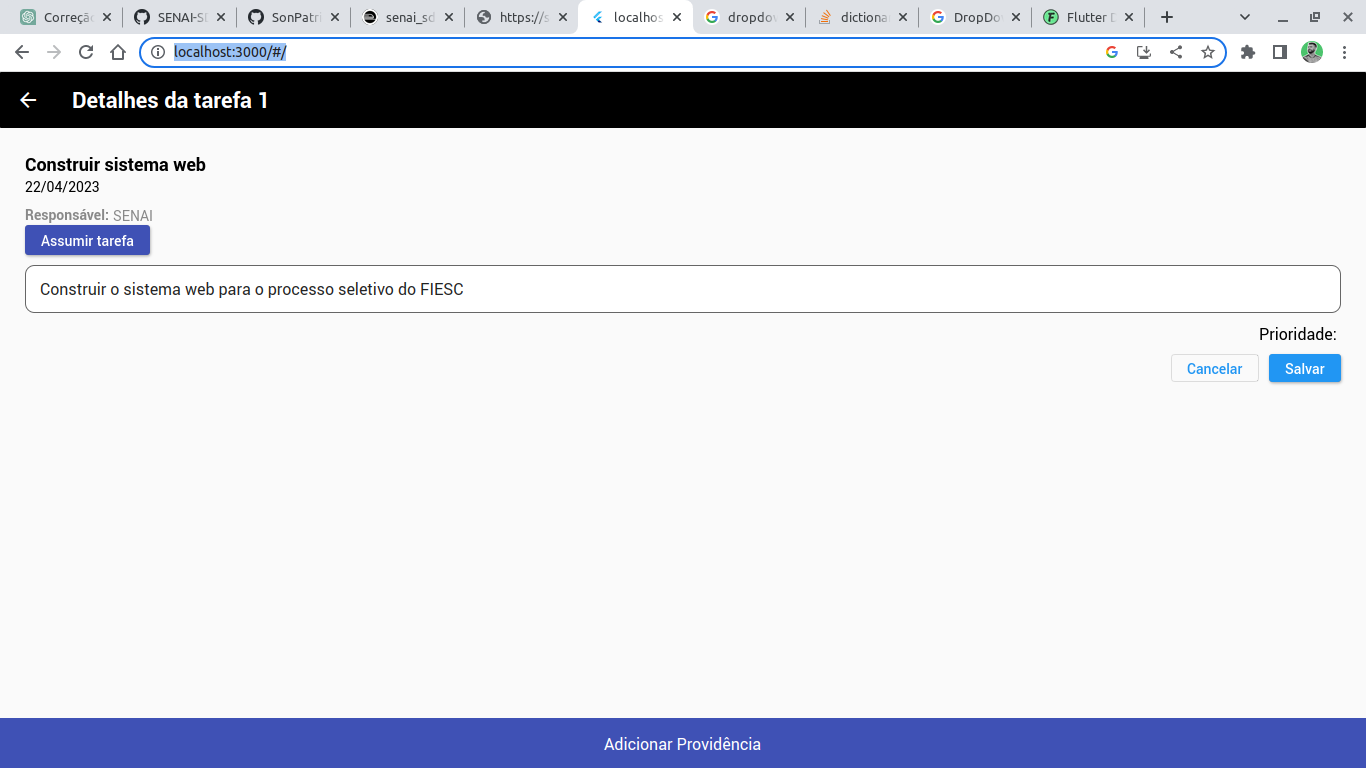 Correçã
SENAI-S
SonPatri
senai_sd
https://s
localhos
dropdov
dictiona
DropDo
Flutter D
localhost:3000/#/
Detalhes da tarefa 1
Construir sistema web
22/04/2023
Responsável: SENAI
Assumir tarefa
Construir o sistema web para o processo seletivo do FIESC
Prioridade:
Cancelar
Salvar
Adicionar Providência